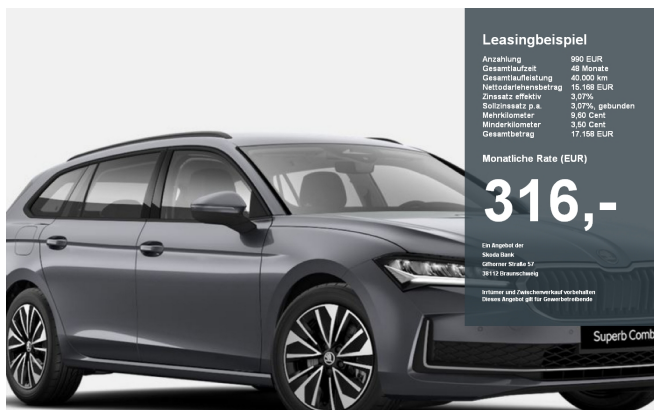 Leasingbeispiel
Anzahlung 990 EUR
Gesamtlaufzeit 48 Monate
Gesamtlaufleistung 40.000 km
Nettodarlehensbetrag 15.168 EUR
Zinssatz effektiv 3,07%
Sollzinssatz p.a. 3,07%, gebunden
Mehrkilometer 9,60 Cent
Minderkilometer 3,50 Cent
Gesamtbetrag 17.158 EUR
Monatliche Rate (EUR)
316,-
Ein Angebot der
Skoda Bank
Gifhorner Straße 57
38112 Braunschweig
Irrtümer und Zwischenverkauf vorbehalten
Dieses Angebot gilt für Gewerbetreibende
Superb Comb